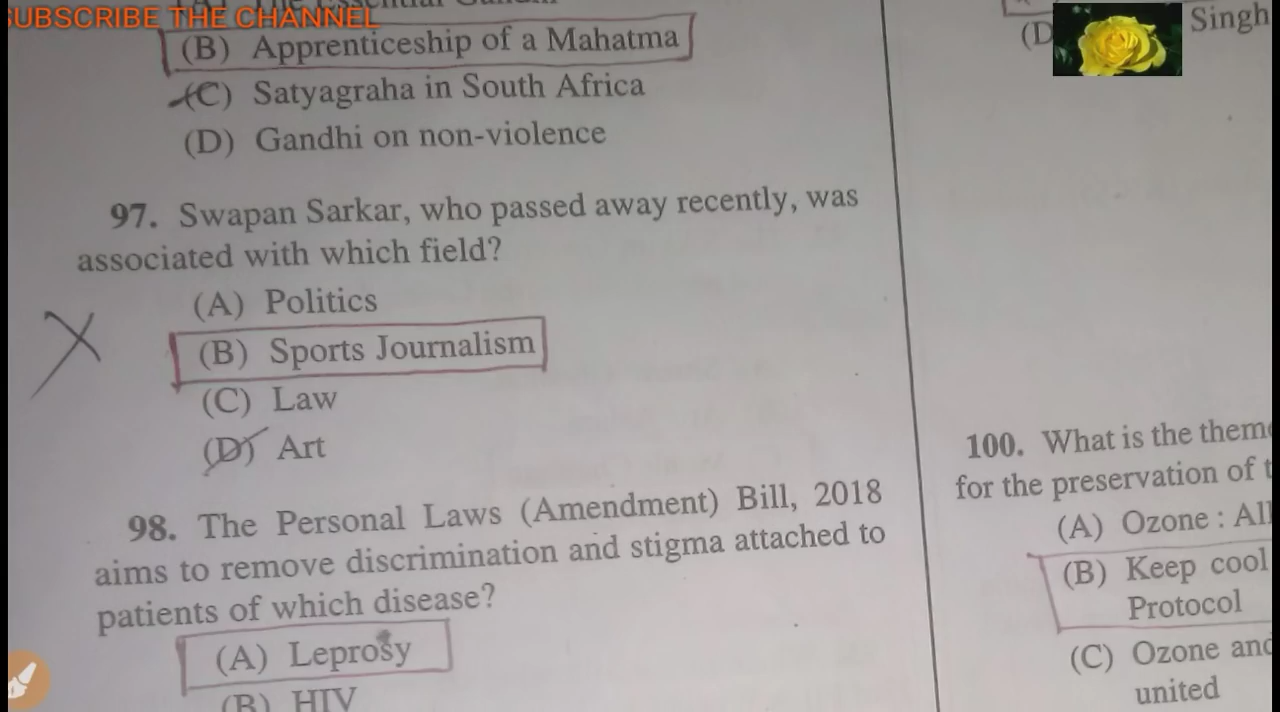 SUBSCRIBE THE CHANNEL
(B) Apprenticeship of a Mahatma
(C) Satyagraha in South Africa
(D) Gandhi on non-violence
97. Swapan Sarkar, who passed away recently, was
associated with which field?
(A) Politics
(B) Sports Journalism
(C) Law
(D) Art
98. The Personal Laws (Amendment) Bill, 2018
aims to remove discrimination and stigma attached to
patients of which disease?
(A) Leprosy
(B) HIV
(D Singh
100. What is the theme
for the preservation of
(A) Ozone : All
(B) Keep cool
Protocol
(C) Ozone and
united